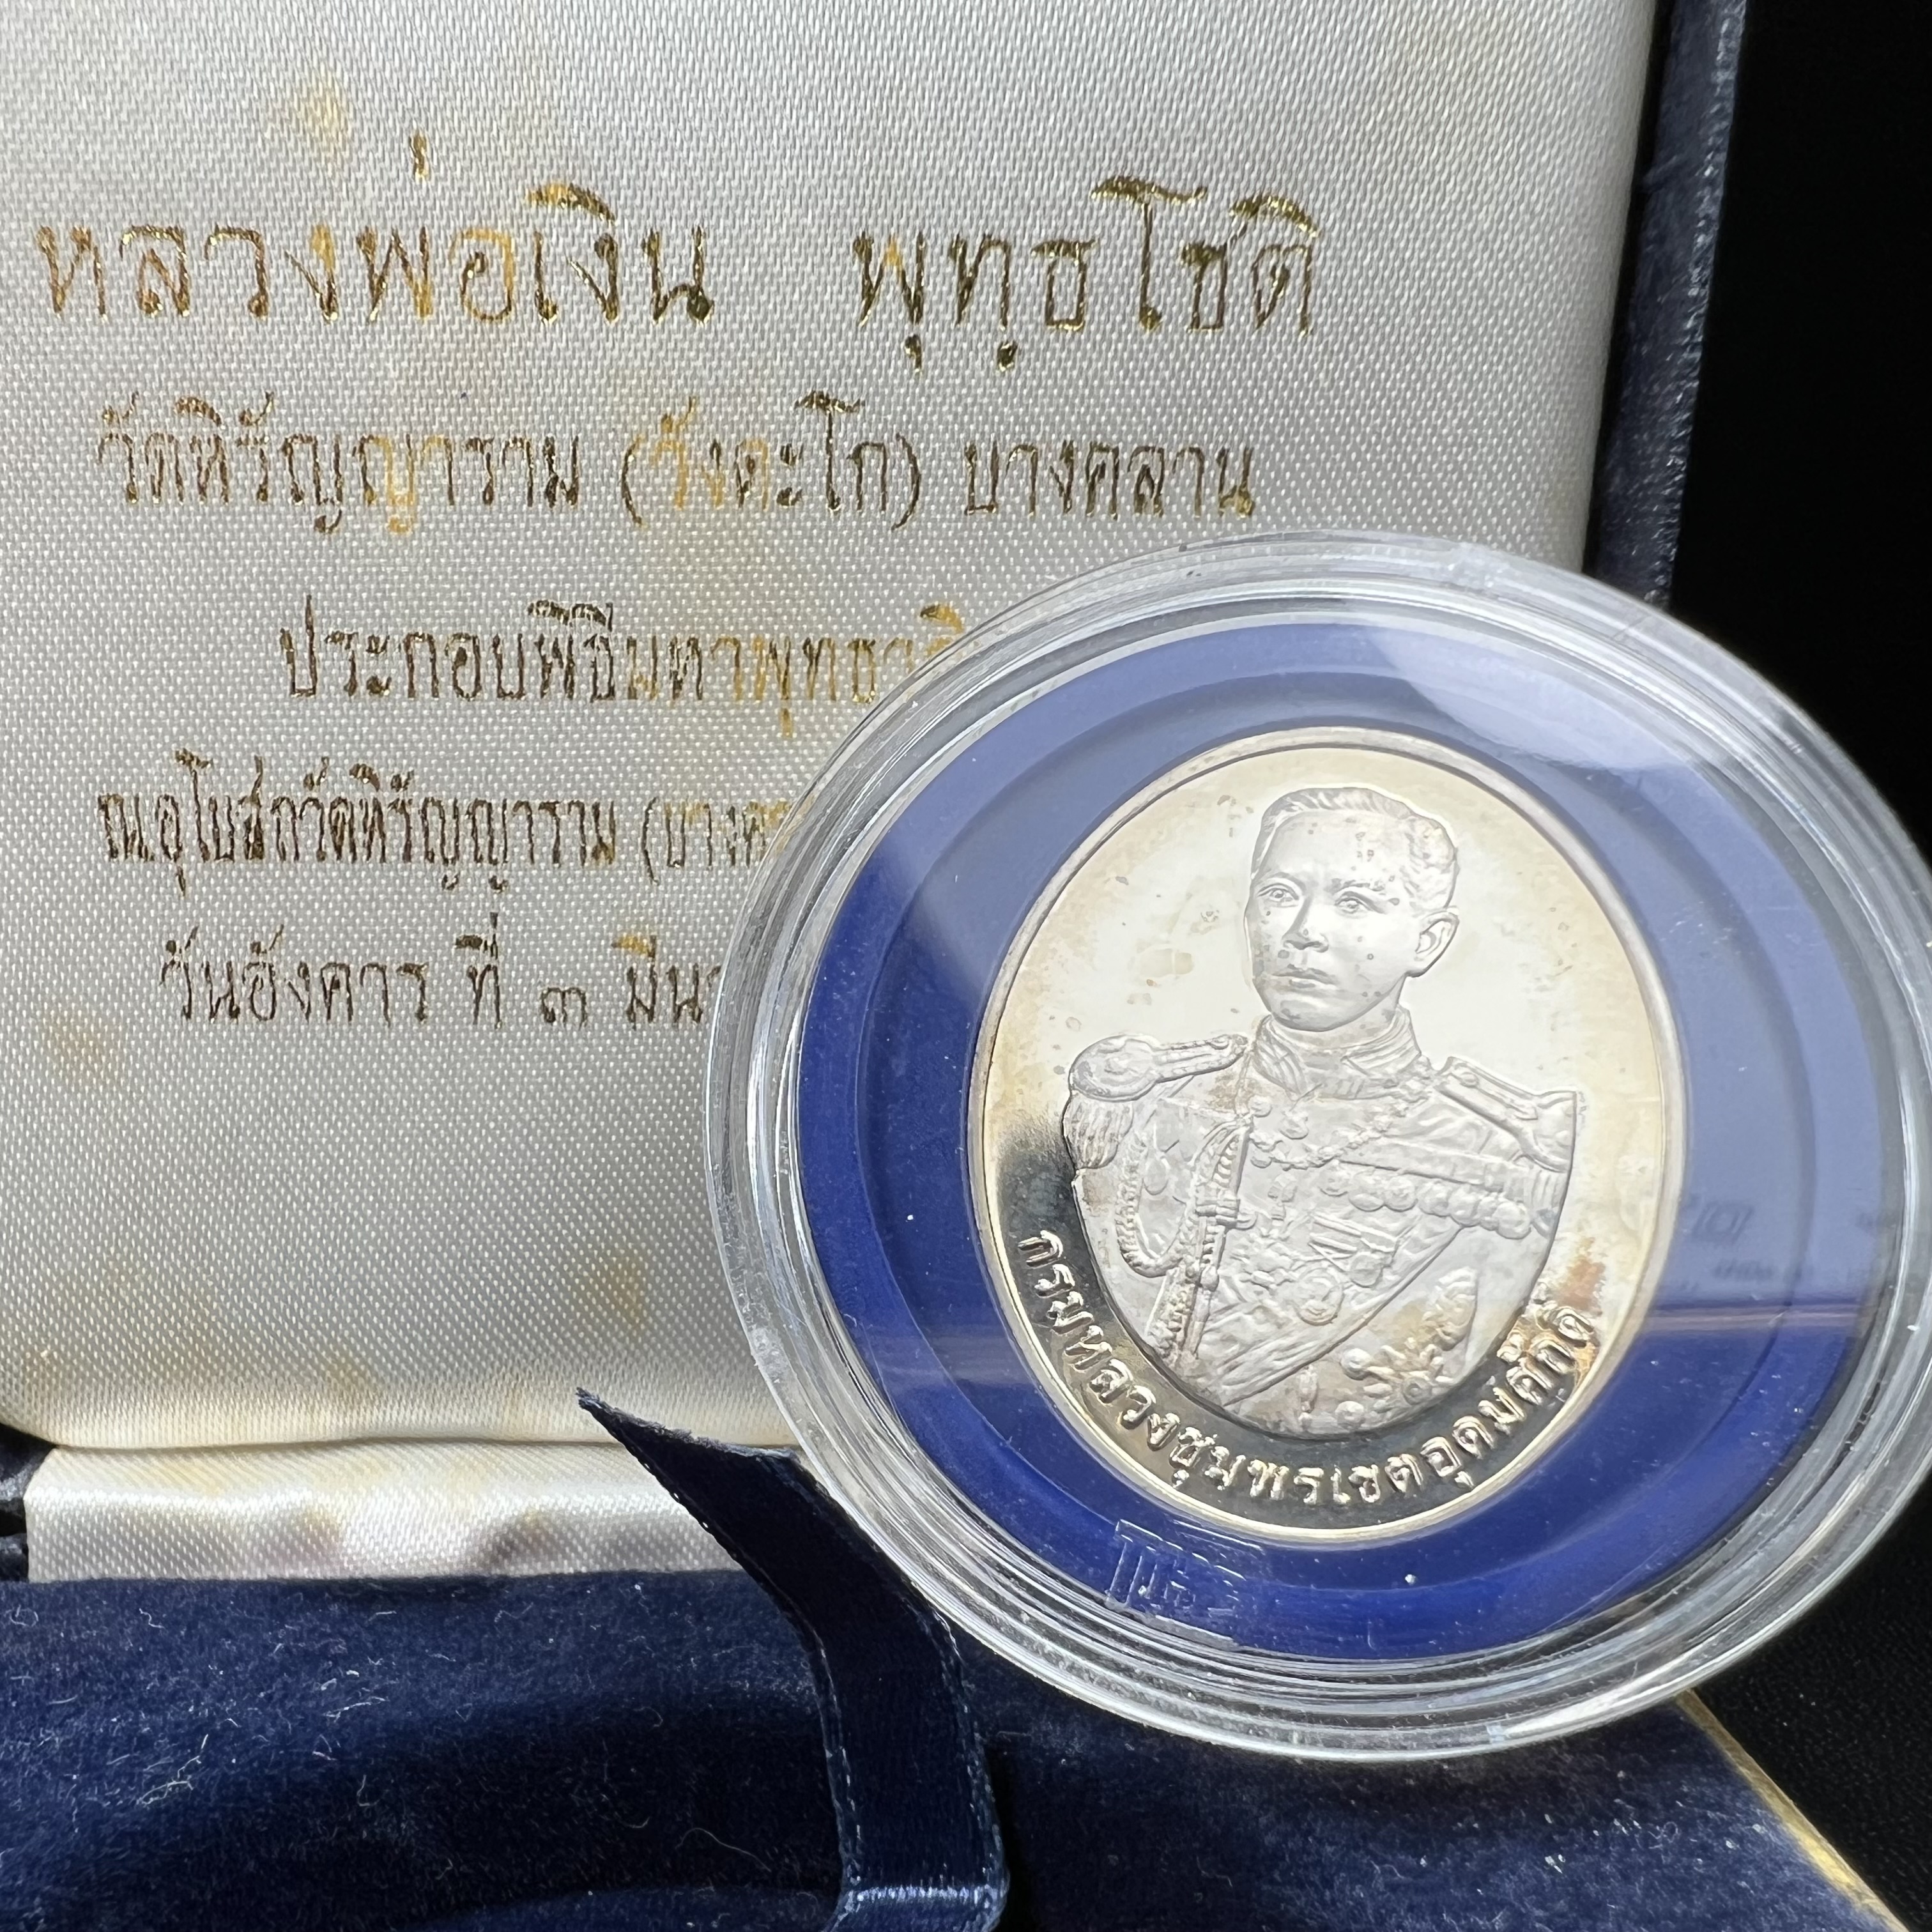 หลวงพ่อเงิน พุทธโชติ
วัดหิรัญญาราม (วังตะโก) บางคลาน
ประกอบพิธีมหาพุทธา
ณ.อุโบสถวัดหิรัญญาราม (บาง
วันอังคาร ที่ ๓ มีนา
กรมหลวงชุมพรเขตอุดมศักดิ์